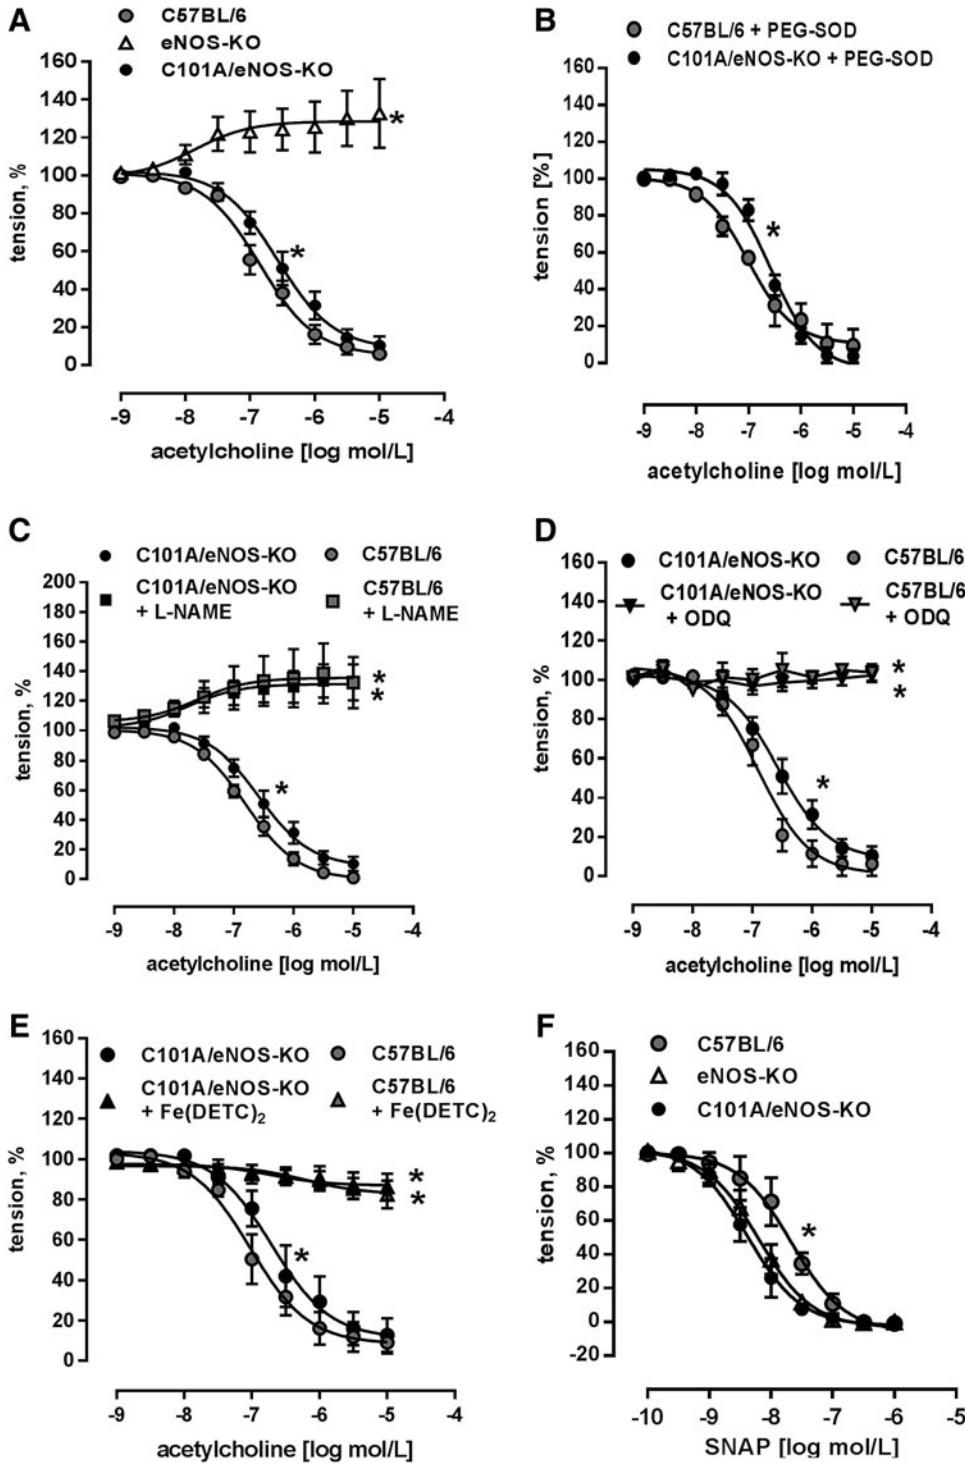 A
C57BL/6
eNOS-KO
C101A/eNOS-KO
160
140
120
100
80
60
40
20
0
tension, %
*
*
-9 -8 -7 -6 -5 -4
acetylcholine [log mol/L]
B
C57BL/6 + PEG-SOD
C101A/eNOS-KO + PEG-SOD
160
140
120
100
80
60
40
20
0
tension [%]
*
-9 -8 -7 -6 -5 -4
acetylcholine [log mol/L]
C
C101A/eNOS-KO C57BL/6
C101A/eNOS-KO C57BL/6
+ L-NAME + L-NAME
200
180
160
140
120
100
80
60
40
20
0
tension, %
*
*
*
-9 -8 -7 -6 -5 -4
acetylcholine [log mol/L]
D
C101A/eNOS-KO C57BL/6
C101A/eNOS-KO C57BL/6
+ ODQ + ODQ
160
140
120
100
80
60
40
20
0
tension, %
*
*
*
-9 -8 -7 -6 -5 -4
acetylcholine [log mol/L]
E
C101A/eNOS-KO C57BL/6
C101A/eNOS-KO C57BL/6
+ Fe(DETC)₂ + Fe(DETC)₂
160
140
120
100
80
60
40
20
0
tension, %
*
*
*
-9 -8 -7 -6 -5 -4
acetylcholine [log mol/L]
F
C57BL/6
eNOS-KO
C101A/eNOS-KO
160
140
120
100
80
60
40
20
0
-20
tension, %
*
-10 -9 -8 -7 -6 -5
SNAP [log mol/L]